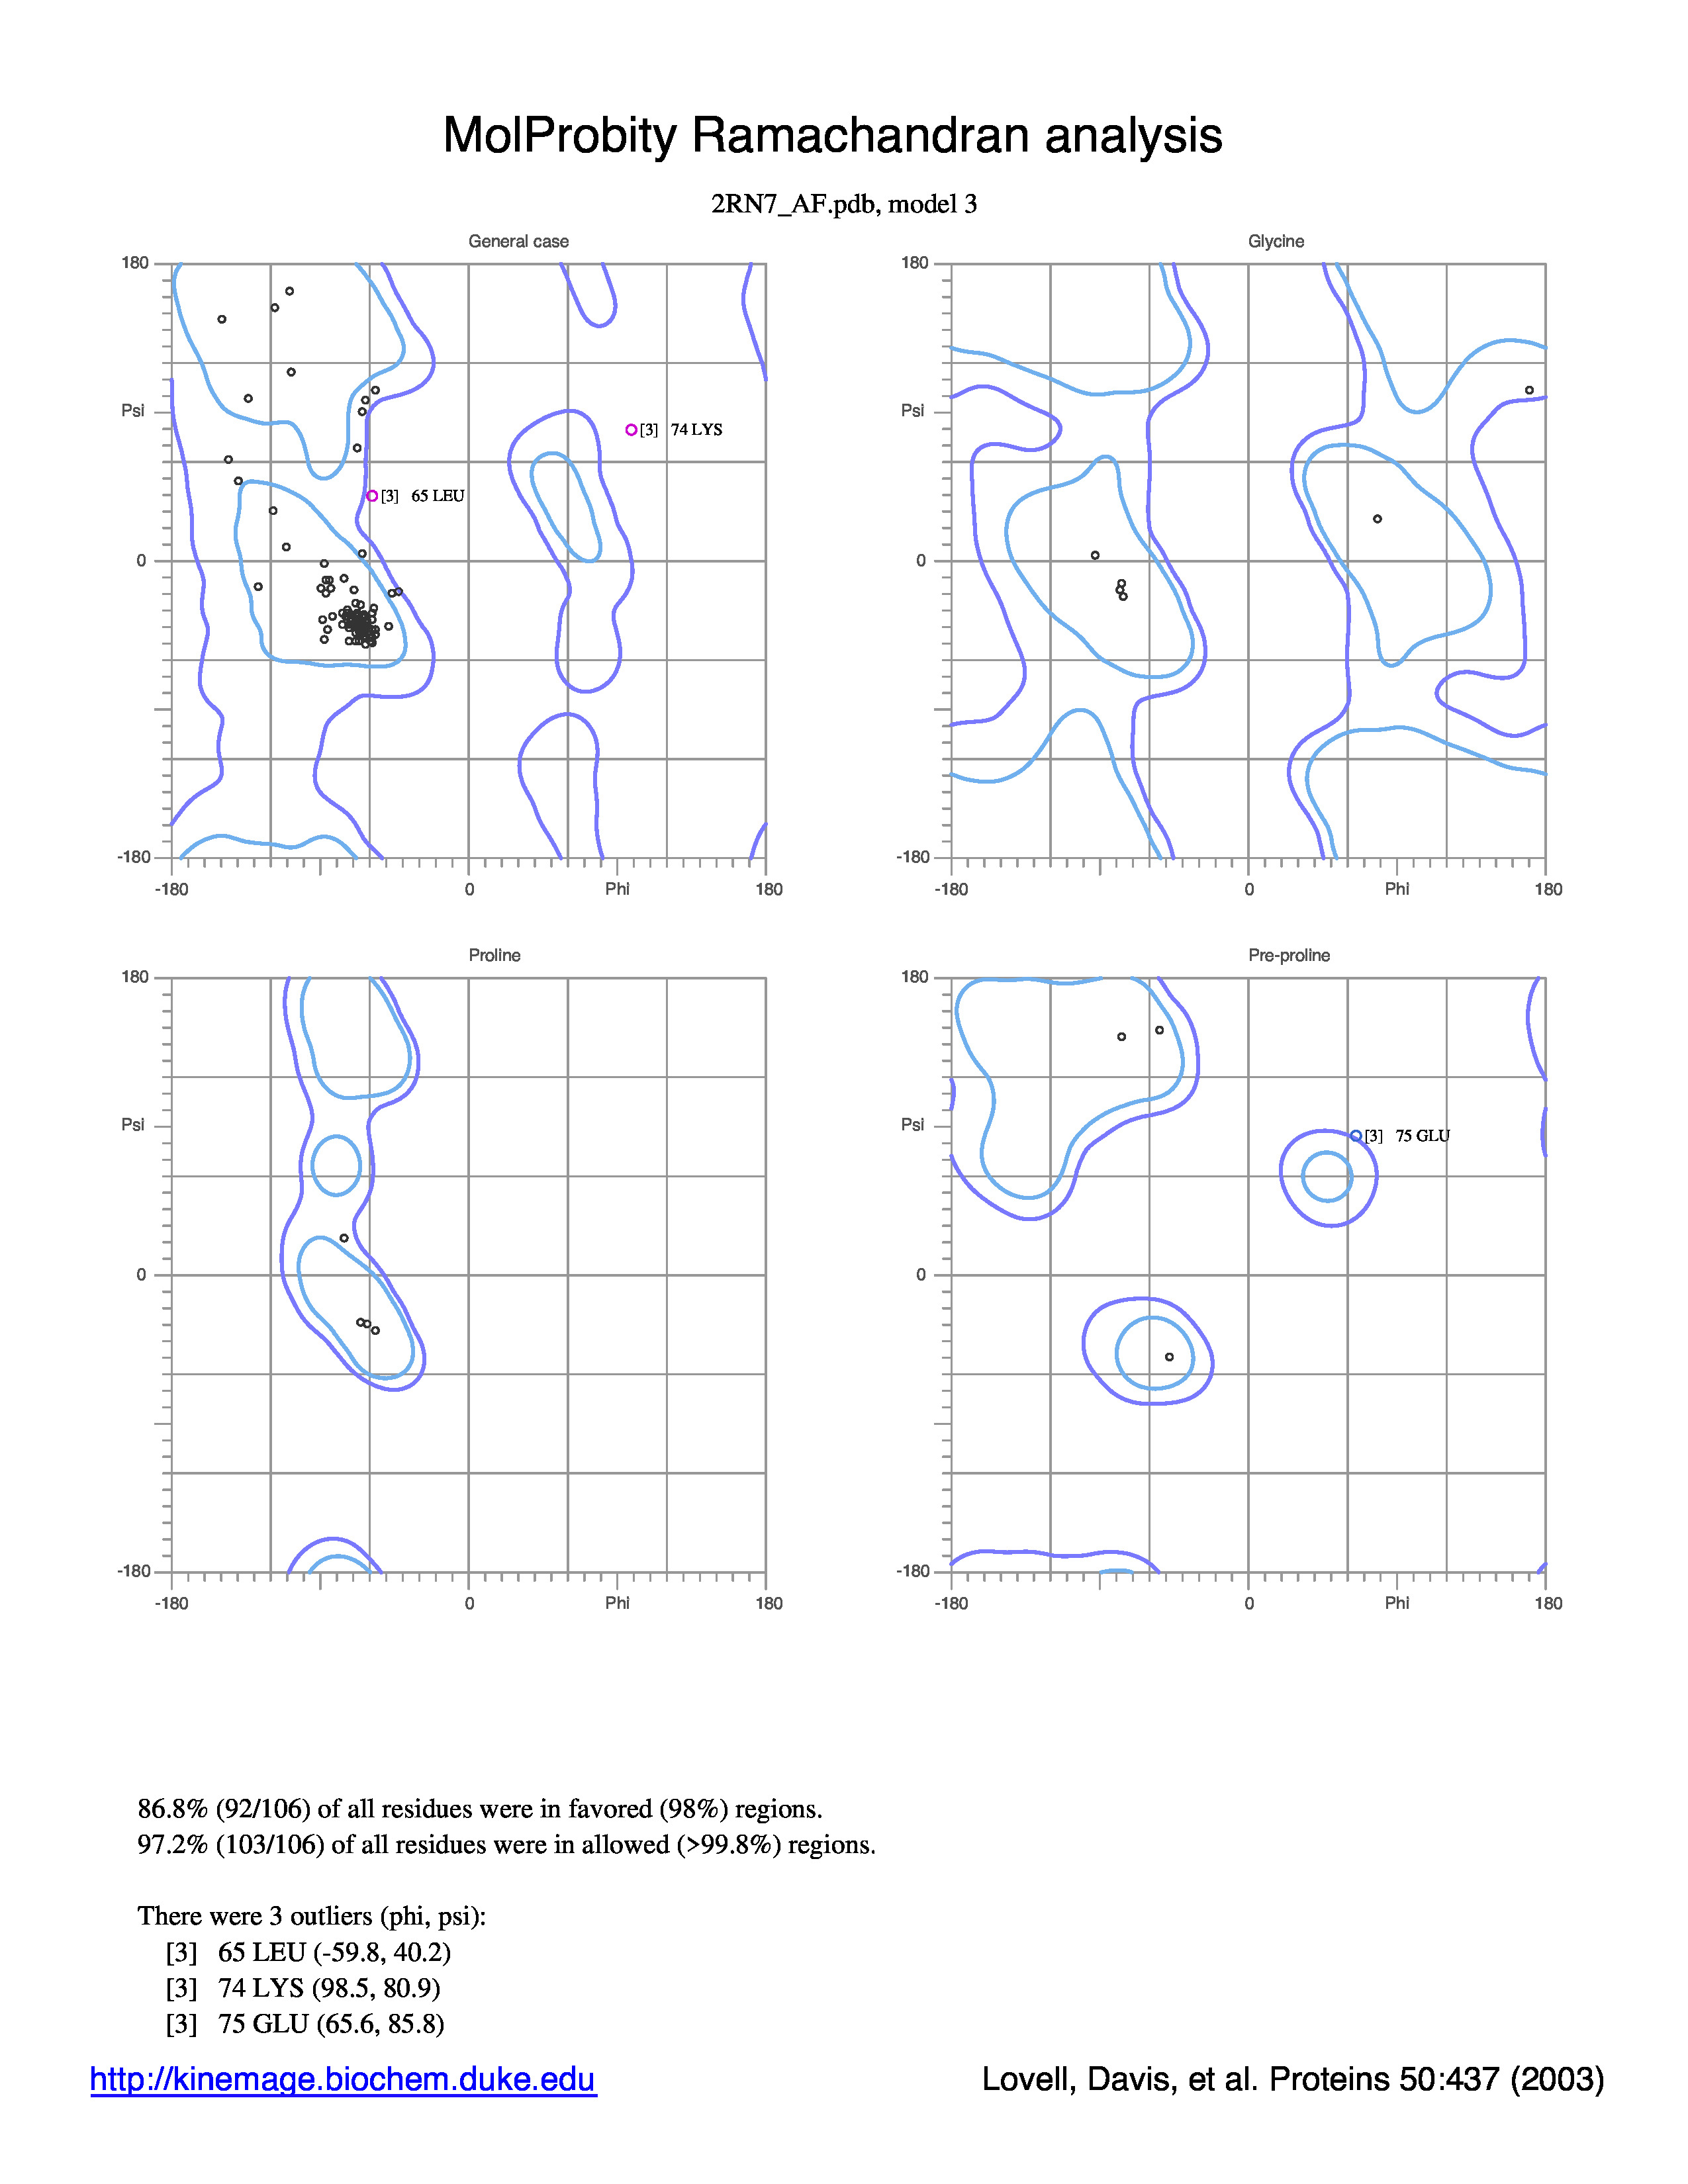 MolProbity Ramachandran analysis
2RN7_AF.pdb, model 3
General case
180
Psi
0
-180
-180
0
Phi
180
[3] 74 LYS
[3] 65 LEU
Glycine
180
Psi
0
-180
-180
0
Phi
180
Proline
180
Psi
0
-180
-180
0
Phi
180
Pre-proline
180
Psi
0
-180
-180
0
Phi
180
[3] 75 GLU
86.8% (92/106) of all residues were in favored (98%) regions.
97.2% (103/106) of all residues were in allowed (>99.8%) regions.
There were 3 outliers (phi, psi):
[3] 65 LEU (-59.8, 40.2)
[3] 74 LYS (98.5, 80.9)
[3] 75 GLU (65.6, 85.8)
http://kinemage.biochem.duke.edu
Lovell, Davis, et al. Proteins 50:437 (2003)